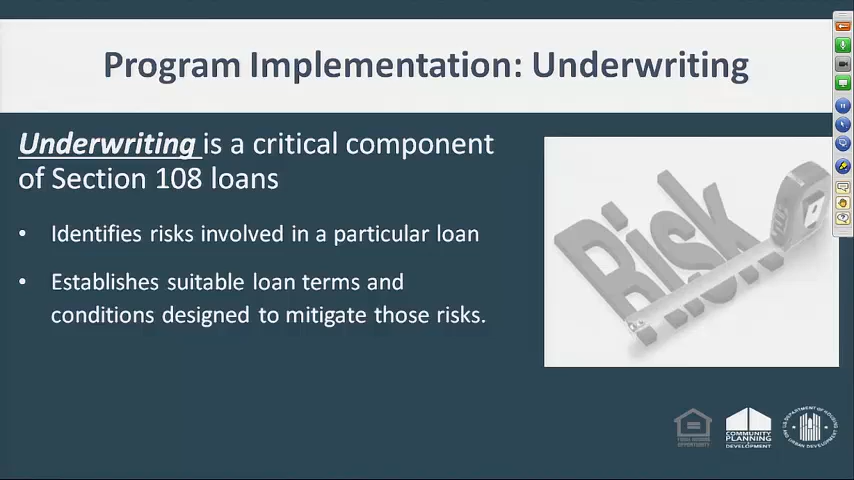 Program Implementation: Underwriting
Underwriting is a critical component
of Section 108 loans
• Identifies risks involved in a particular loan
• Establishes suitable loan terms and
conditions designed to mitigate those risks.
Risk
COMMUNITY
PLANNING
DEVELOPMENT